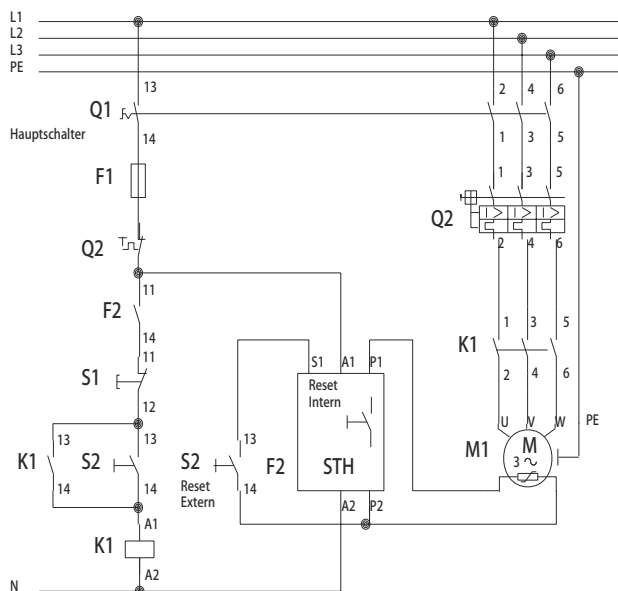 L1
L2
L3
PE
13
2 4 6
Q1
Hauptschalter
14
1 3 5
F1
1 3 5
Q2
Q2
2 4 6
11
F2
14
1 3 5
K1
11
S1
S1 A1 P1
2 4 6
12
Reset
Intern
U V W
PE
13 13
13
M1
M
3
K1
S2
S2
F2
STH
14 14
Reset
Extern
14
A1
A2 P2
K1
A2
N